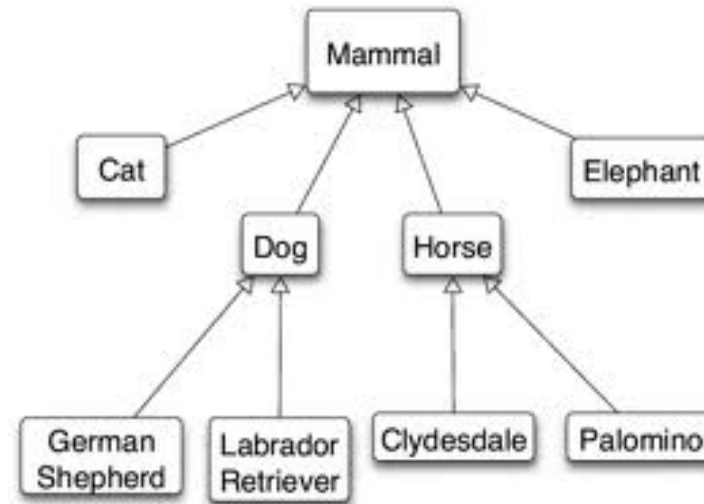 Mammal
Cat
Elephant
Dog
Horse
German
Shepherd
Labrador
Retriever
Clydesdale
Palomino